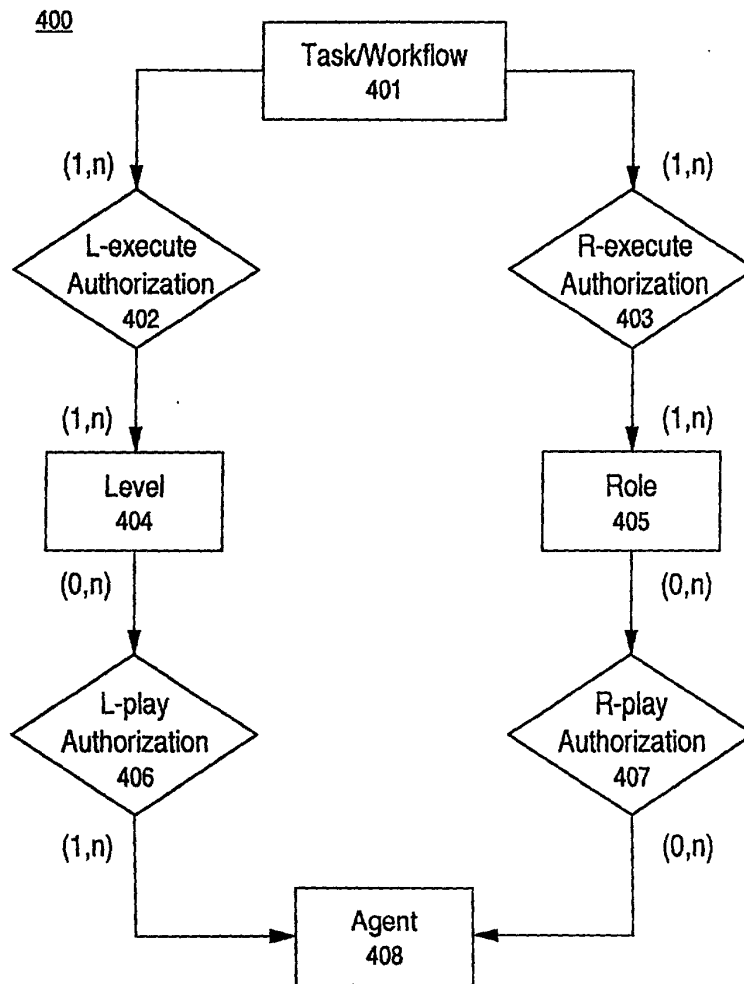 400
Task/Workflow
401
(1,n)
(1,n)
L-execute
Authorization
402
R-execute
Authorization
403
(1,n)
(1,n)
Level
404
Role
405
(0,n)
(0,n)
L-play
Authorization
406
R-play
Authorization
407
(1,n)
(0,n)
Agent
408